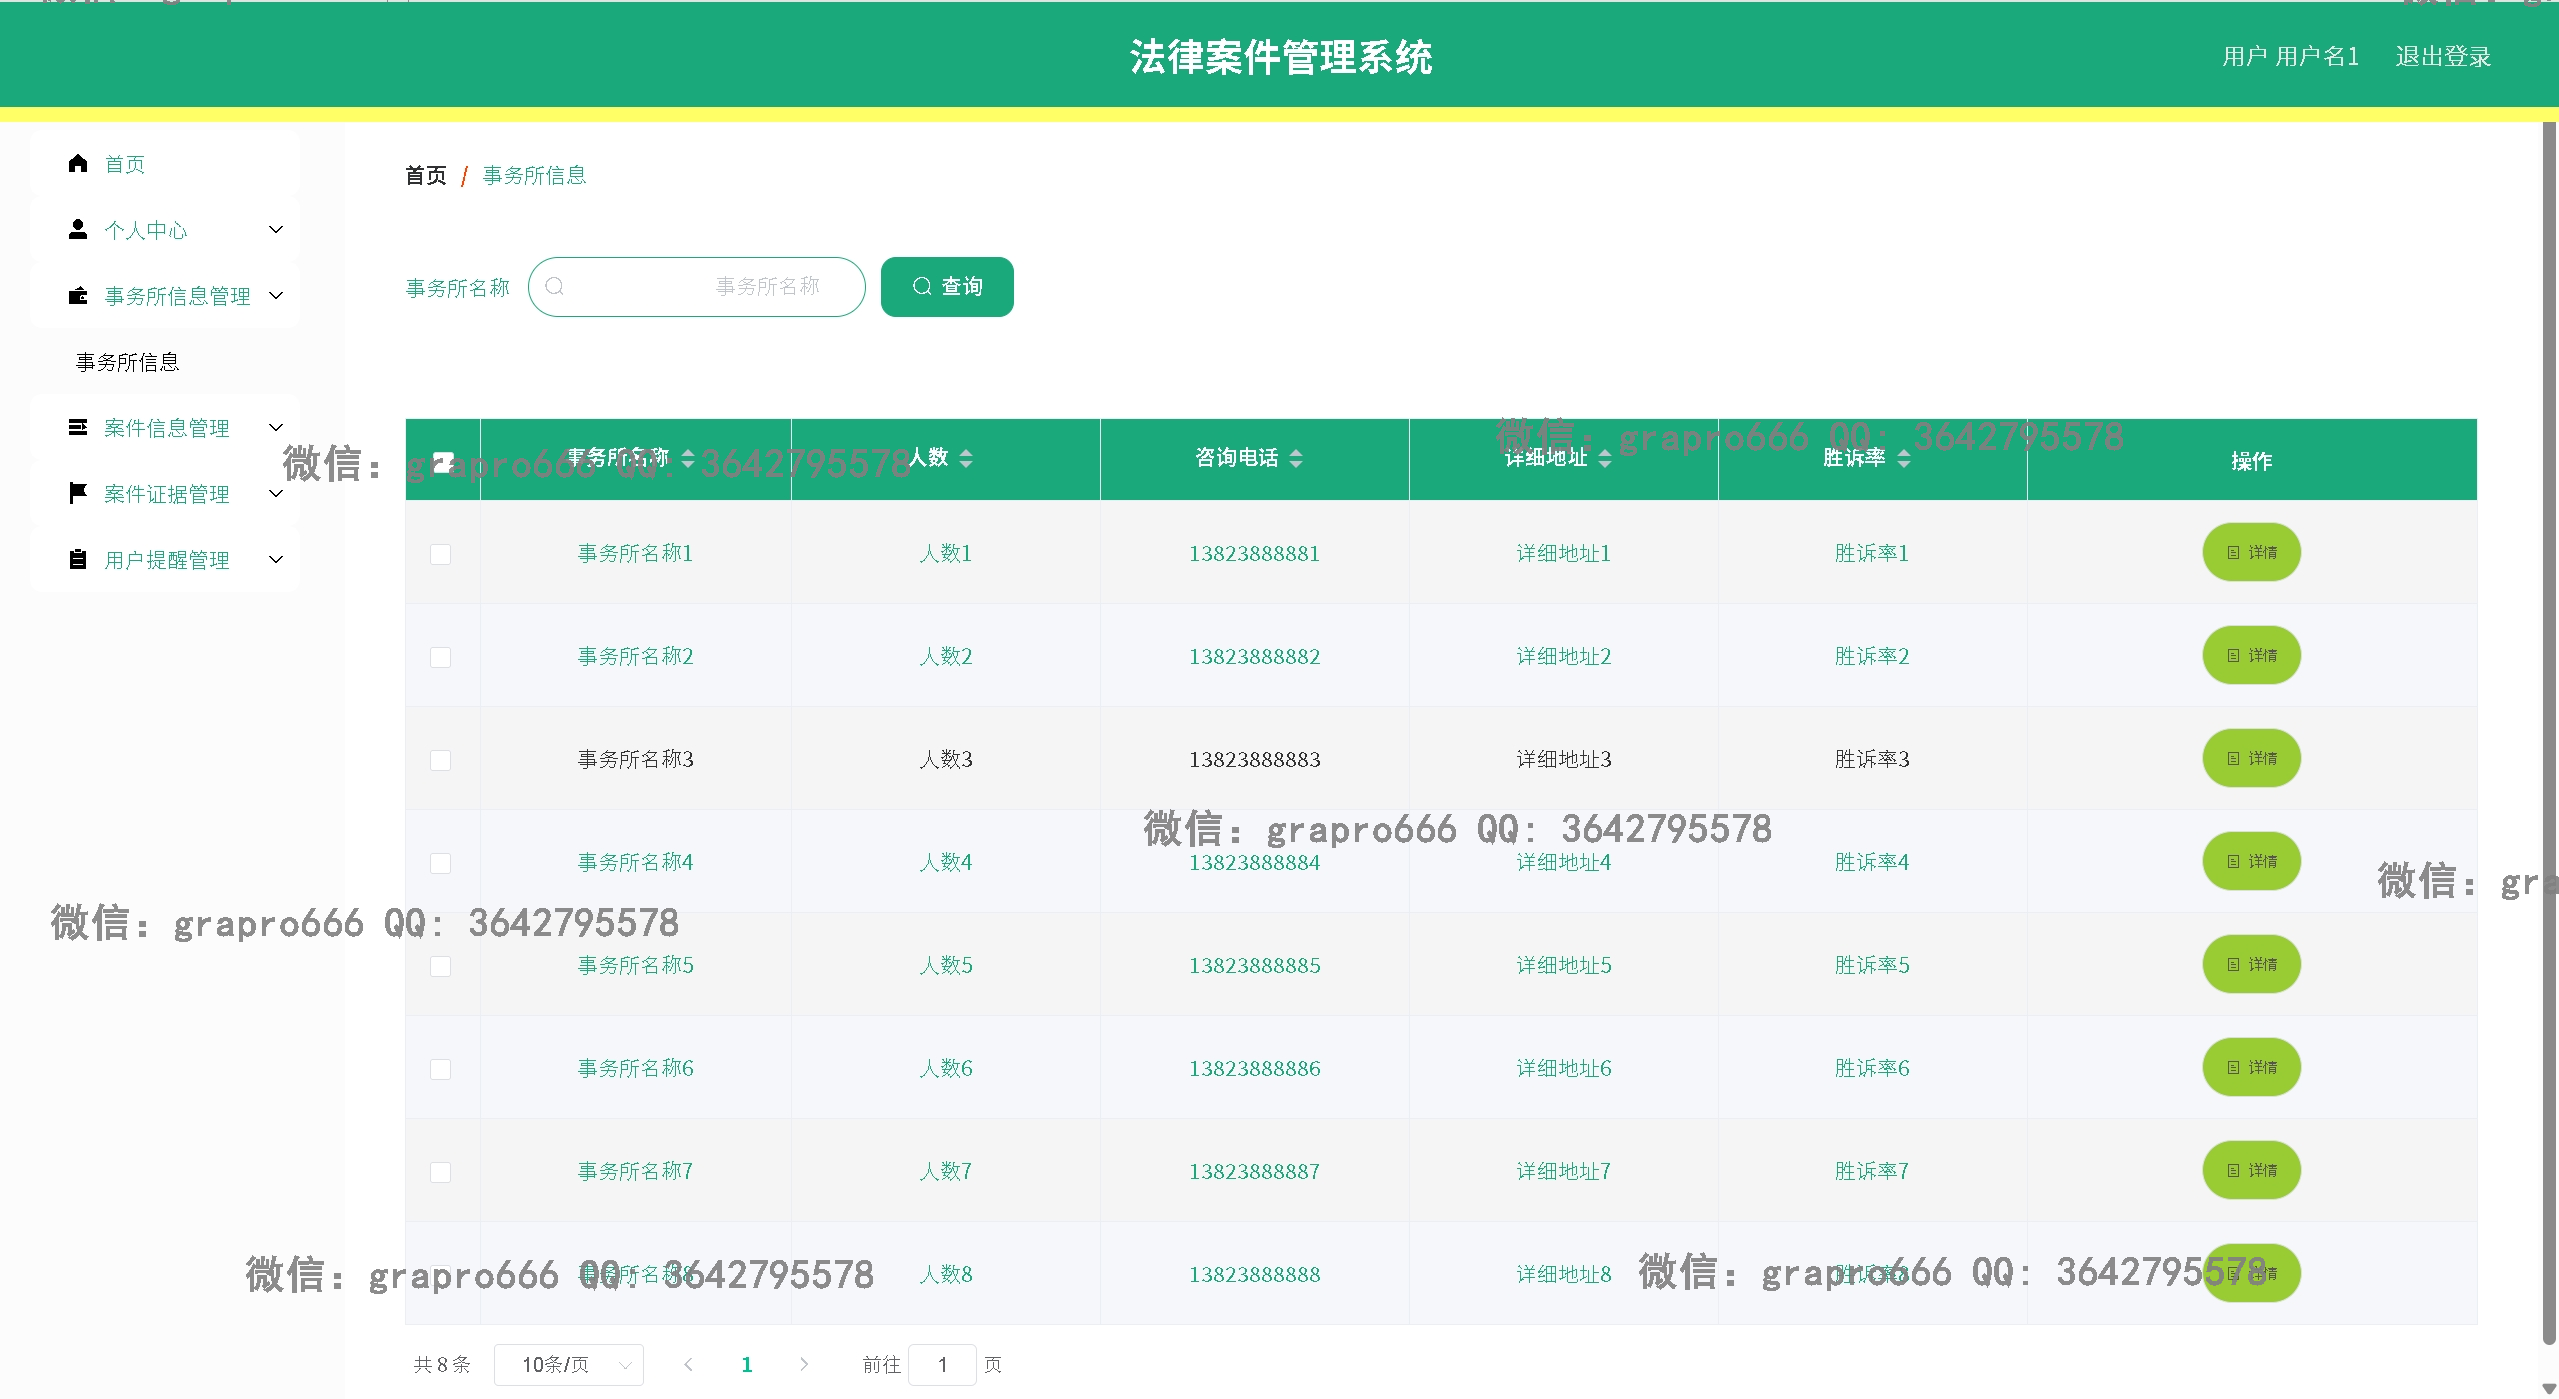 法律案件管理系统
用户 用户名1 退出登录
首页
个人中心
事务所信息管理
事务所信息
案件信息管理
案件证据管理
用户提醒管理
首页 / 事务所信息
事务所名称 事务所名称 查询
事务所名称 人数 咨询电话 详细地址 胜诉率 操作
微信: grapro666 QQ: 3642795578
微信: grapro666 QQ: 3642795578
事务所名称1 人数1 13823888881 详细地址1 胜诉率1 详情
事务所名称2 人数2 13823888882 详细地址2 胜诉率2 详情
事务所名称3 人数3 13823888883 详细地址3 胜诉率3 详情
微信: grapro666 QQ: 3642795578
事务所名称4 人数4 13823888884 详细地址4 胜诉率4 详情
微信: gra
微信: grapro666 QQ: 3642795578
事务所名称5 人数5 13823888885 详细地址5 胜诉率5 详情
事务所名称6 人数6 13823888886 详细地址6 胜诉率6 详情
事务所名称7 人数7 13823888887 详细地址7 胜诉率7 详情
事务所名称8 人数8 13823888888 详细地址8 胜诉率8 详情
微信: grapro666 QQ: 3642795578
微信: grapro666 QQ: 3642795578
共 8 条 10条/页 1 前往 1 页